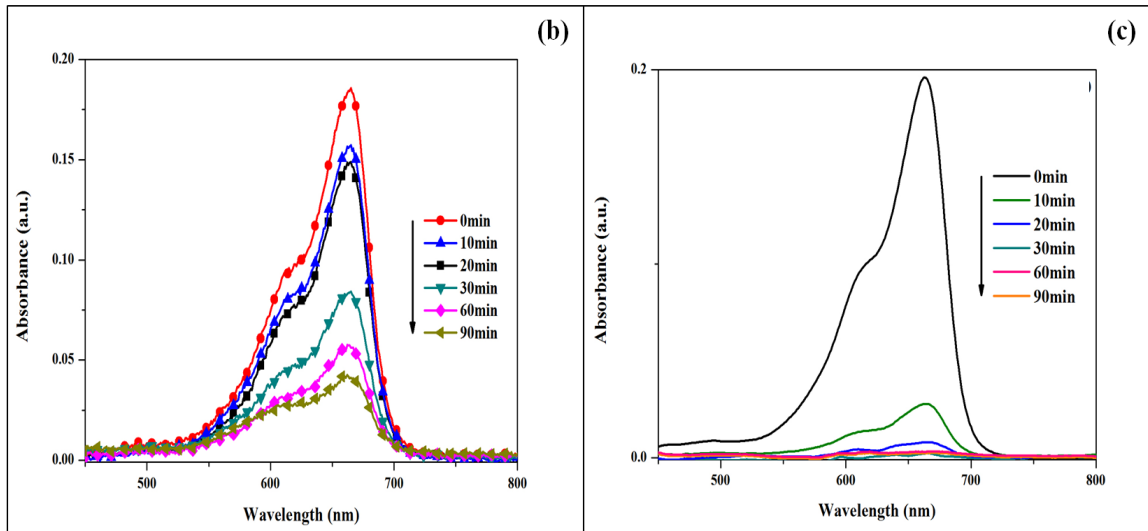 (b)
0.20
0.15
0.10
0.05
0.00
500
600
700
800
Absorbance (a.u.)
Wavelength (nm)
0min
10min
20min
30min
60min
90min
(c)
0.2
0.0
500
600
700
800
Absorbance (a.u.)
Wavelength (nm)
0min
10min
20min
30min
60min
90min